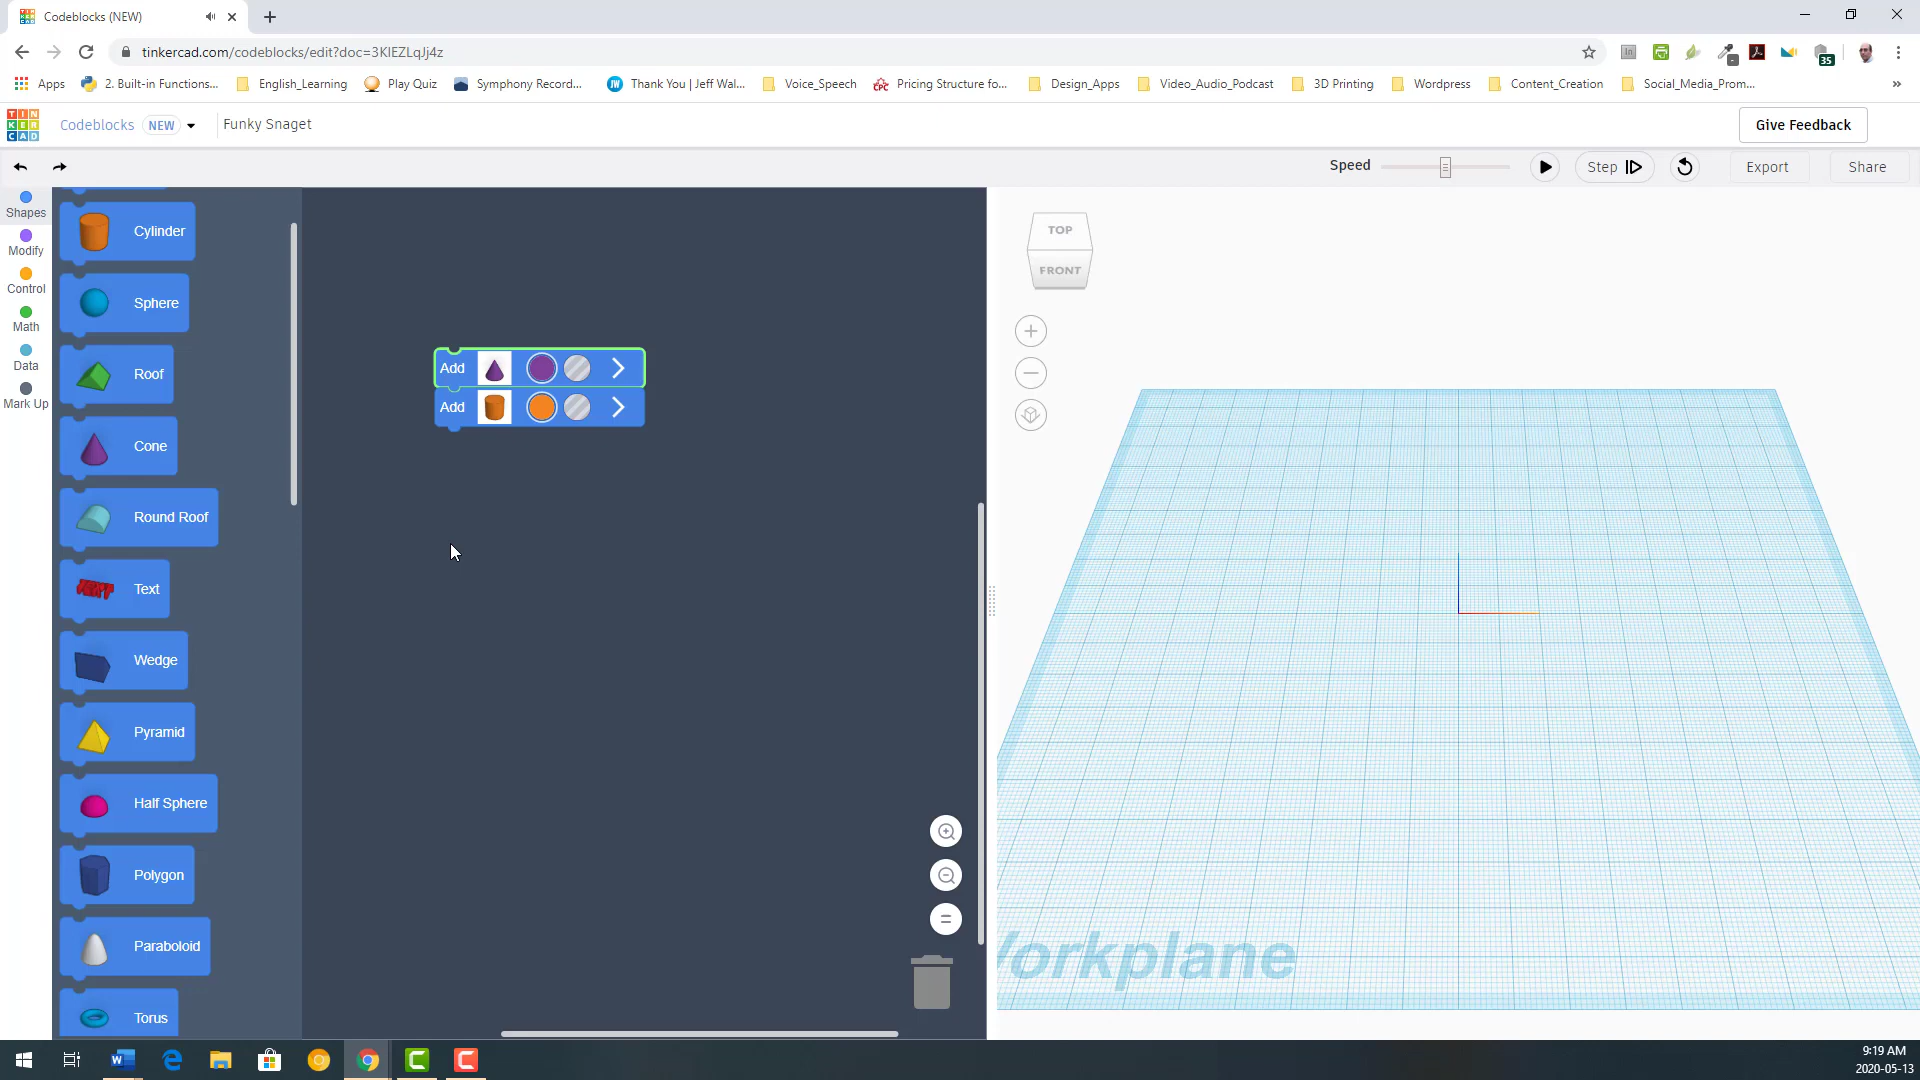 Codeblocks (NEW)
tinkercad.com/codeblocks/edit?doc=3KIEZLqJj4z
Apps 2. Built-in Functions... English_Learning Play Quiz Symphony Record... Thank You | Jeff Wal... Voice_Speech Pricing Structure fo... Design_Apps Video_Audio_Podcast 3D Printing Wordpress Content_Creation Social_Media_Prom... »
35
TIN KER CAD
Codeblocks NEW Funky Snaget Give Feedback
Speed Step Export Share
Shapes
Modify
Control
Math
Data
Mark Up
Cylinder
Sphere
Roof
Cone
Round Roof
Text
Wedge
Pyramid
Half Sphere
Polygon
Paraboloid
Torus
Add
Add
TOP
FRONT
Workplane
9:19 AM
2020-05-13